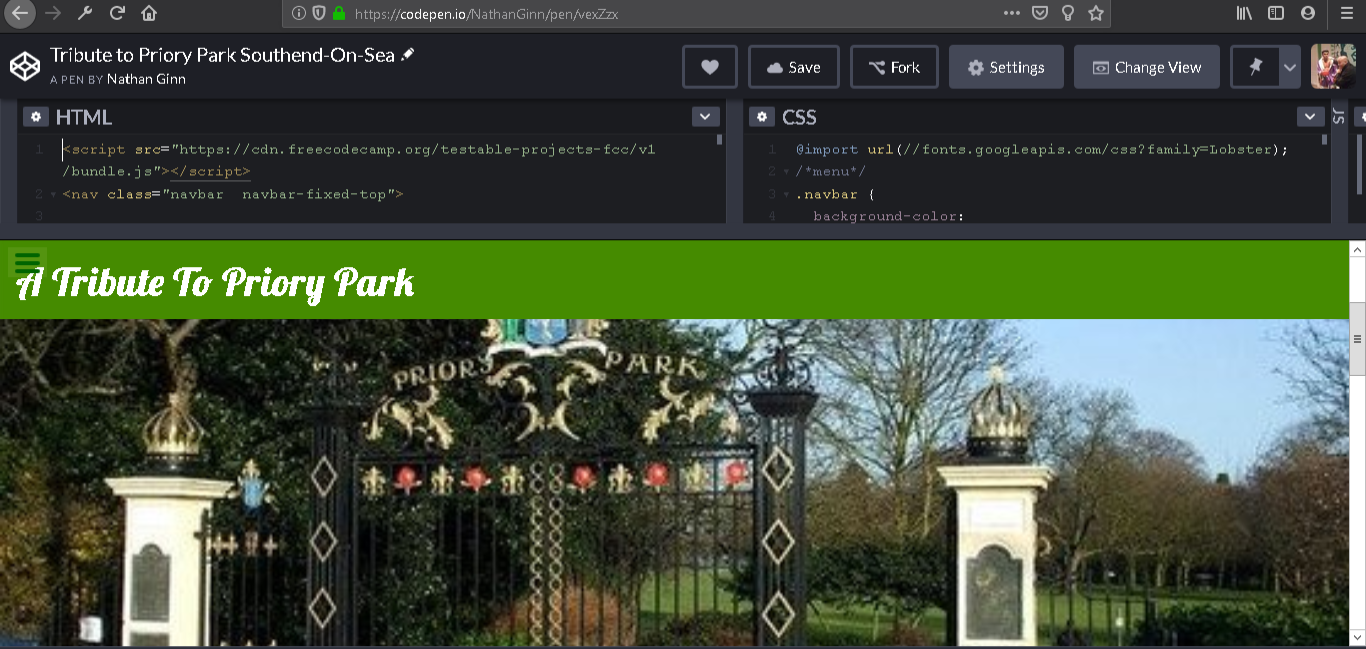 https://codepen.io/NathanGinn/pen/vexZzx
Tribute to Priory Park Southend-On-Sea
A PEN BY Nathan Ginn
Save
Fork
Settings
Change View
HTML
1 <script src="https://cdn.freecodecamp.org/testable-projects-fcc/v1
/bundle.js"></script>
2 <nav class="navbar  navbar-fixed-top">
3
CSS
1 @import url(//fonts.googleapis.com/css?family=Lobster);
2 /*menu*/
3 .navbar {
4 background-color:
JS
A Tribute To Priory Park
PRIORY PARK